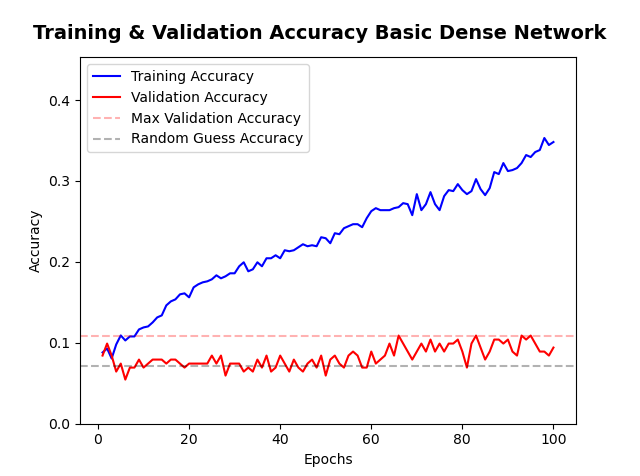 Training & Validation Accuracy Basic Dense Network
Training Accuracy
Validation Accuracy
Max Validation Accuracy
Random Guess Accuracy
0.4
0.3
0.2
0.1
0.0
Accuracy
0 20 40 60 80 100
Epochs